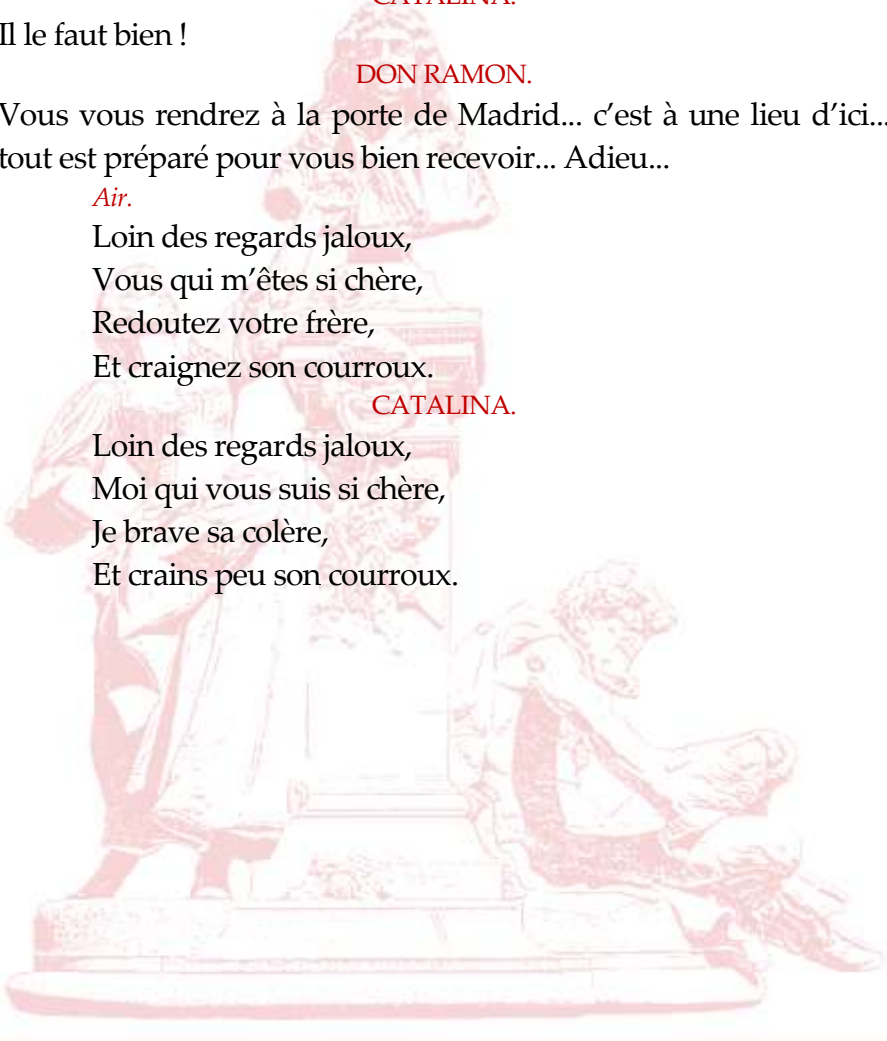 CATALINA.
Il le faut bien !
DON RAMON.
Vous vous rendrez à la porte de Madrid... c’est à une lieu d’ici...
tout est préparé pour vous bien recevoir... Adieu...
Air.
Loin des regards jaloux,
Vous qui m’êtes si chère,
Redoutez votre frère,
Et craignez son courroux.
CATALINA.
Loin des regards jaloux,
Moi qui vous suis si chère,
Je brave sa colère,
Et crains peu son courroux.